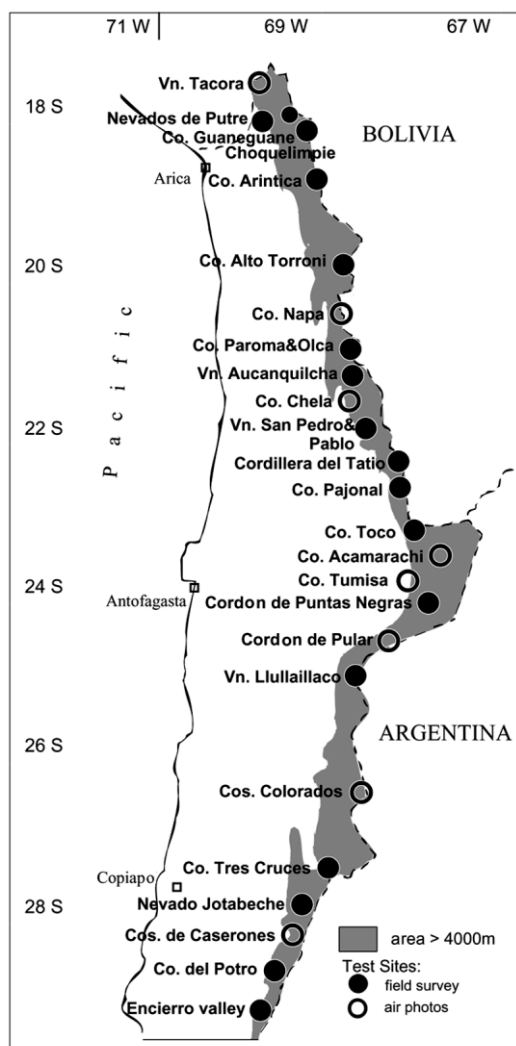 71 W 69 W 67 W
Vn. Tacora
18 S
Nevados de Putre
Co. Guaneguane
BOLIVIA
Choquelimpie
Arica
Co. Arintica
20 S
Co. Alto Torroni
Co. Napa
Pacific
Co. Paroma&Olca
Vn. Aucanquilcha
Co. Chela
22 S
Vn. San Pedro&
Pablo
Cordillera del Tatio
Co. Pajonal
Co. Toco
Co. Acamarachi
24 S
Co. Tumisa
Antofagasta
Cordon de Puntas Negras
Cordon de Pular
Vn. Llullaillaco
ARGENTINA
26 S
Cos. Colorados
Copiapo
Co. Tres Cruces
28 S
Nevado Jotabeche
Cos. de Caserones
Co. del Potro
Encierro valley
area > 4000m
Test Sites:
field survey
air photos